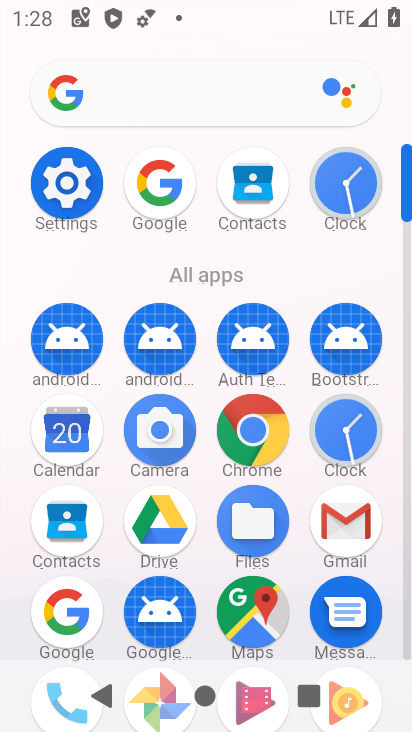 1:28 LTE
Settings Google Contacts Clock
All apps
android... android... Auth Te... Bootstr...
20
Calendar Camera Chrome Clock
Contacts Drive Files Gmail
Google Google... Maps Messa...